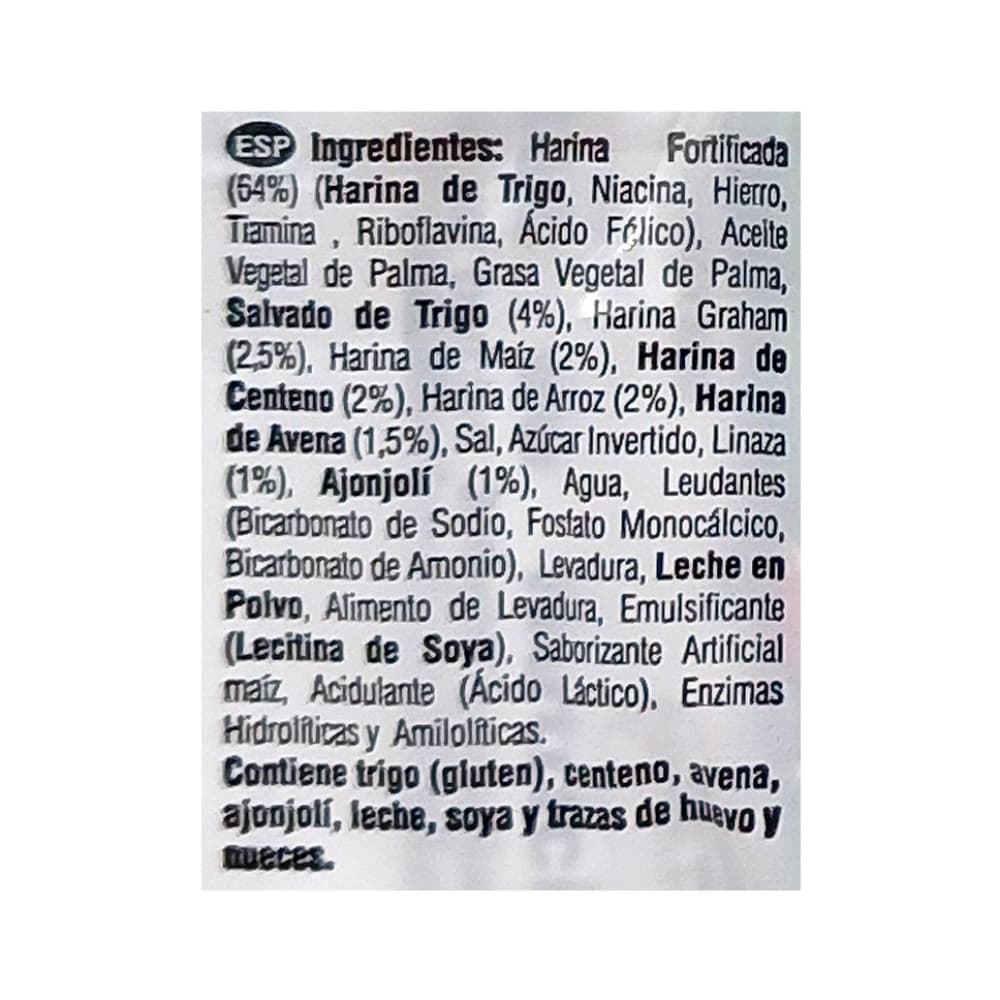 ESP Ingredientes: Harina Fortificada
(64%) (Harina de Trigo, Niacina, Hierro,
Tiamina , Riboflavina, Ácido Fólico), Aceite
Vegetal de Palma, Grasa Vegetal de Palma,
Salvado de Trigo (4%), Harina Graham
(2,5%), Harina de Maíz (2%), Harina de
Centeno (2%), Harina de Arroz (2%), Harina
de Avena (1,5%), Sal, Azúcar Invertido, Linaza
(1%), Ajonjolí (1%), Agua, Leudantes
(Bicarbonato de Sodio, Fosfato Monocálcico,
Bicarbonato de Amonio), Levadura, Leche en
Polvo, Alimento de Levadura, Emulsificante
(Lecitina de Soya), Saborizante Artificial
maíz, Acidulante (Ácido Láctico), Enzimas
Hidrolíticas y Amilolíticas.
Contiene trigo (gluten), centeno, avena,
ajonjolí, leche, soya y trazas de huevo y
nueces.